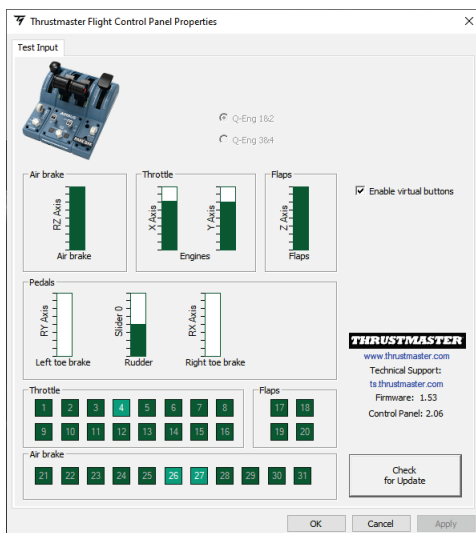 Thrustmaster Flight Control Panel Properties
Test Input
Q-Eng 1&2
Q-Eng 3&4
Air brake
RZ Axis
Air brake
Throttle
X Axis
Y Axis
Engines
Flaps
Z Axis
Flaps
Enable virtual buttons
Pedals
RY Axis
Left toe brake
Slider 0
Rudder
RX Axis
Right toe brake
THRUSTMASTER
www.thrustmaster.com
Technical Support:
ts.thrustmaster.com
Firmware: 1.53
Control Panel: 2.06
Throttle
1 2 3 4 5 6 7 8
9 10 11 12 13 14 15 16
Flaps
17 18
19 20
Air brake
21 22 23 24 25 26 27 28 29 30 31
Check
for Update
OK Cancel Apply